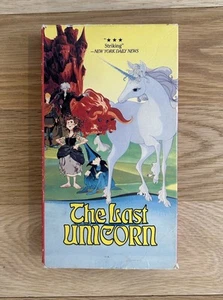 "★★★
Striking"
—NEW YORK DAILY NEWS
The Last
UNICORN